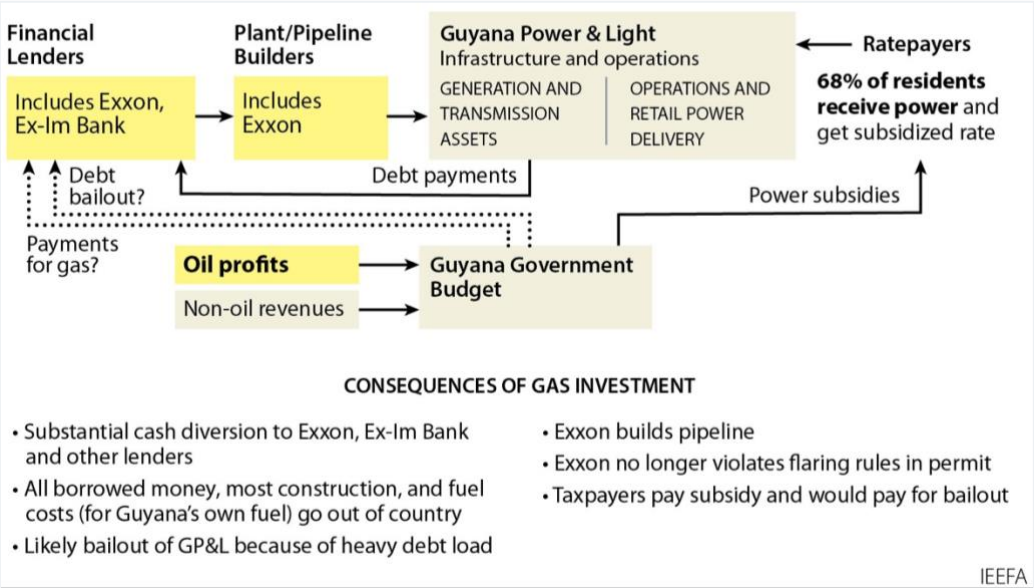 Financial
Lenders
Includes Exxon,
Ex-Im Bank
Plant/Pipeline
Builders
Includes
Exxon
Guyana Power & Light
Infrastructure and operations
GENERATION AND
TRANSMISSION
ASSETS
OPERATIONS AND
RETAIL POWER
DELIVERY
Ratepayers
68% of residents
receive power and
get subsidized rate
Debt
bailout?
Debt payments
Power subsidies
Payments
for gas?
Oil profits
Non-oil revenues
Guyana Government
Budget
CONSEQUENCES OF GAS INVESTMENT
• Substantial cash diversion to Exxon, Ex-Im Bank
and other lenders
• All borrowed money, most construction, and fuel
costs (for Guyana's own fuel) go out of country
• Likely bailout of GP&L because of heavy debt load
• Exxon builds pipeline
• Exxon no longer violates flaring rules in permit
• Taxpayers pay subsidy and would pay for bailout
IEEFA